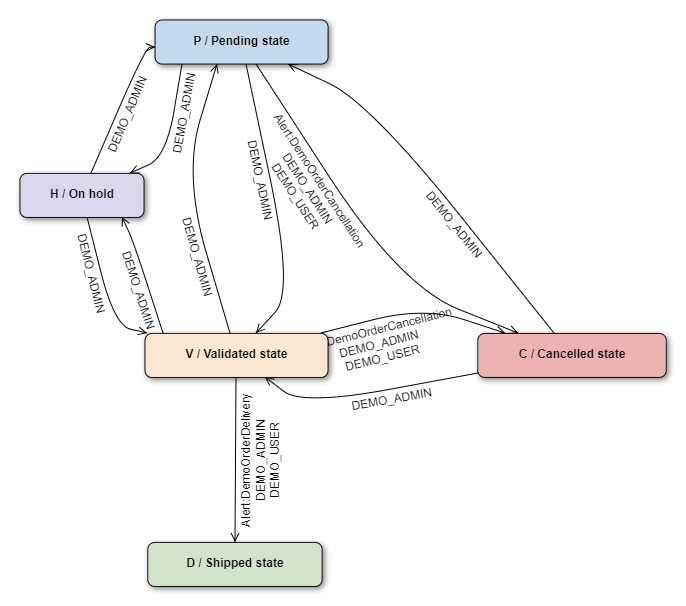 P / Pending state
DEMO_ADMIN
DEMO_ADMIN
DEMO_ADMIN
Alert:DemoOrderCancellation
DEMO_ADMIN
DEMO_USER
H / On hold
DEMO_ADMIN
DEMO_ADMIN
DEMO_ADMIN
DEMO_ADMIN
DemoOrderCancellation
DEMO_ADMIN
DEMO_USER
V / Validated state
C / Cancelled state
DEMO_ADMIN
Alert:DemoOrderDelivery
DEMO_ADMIN
DEMO_USER
D / Shipped state